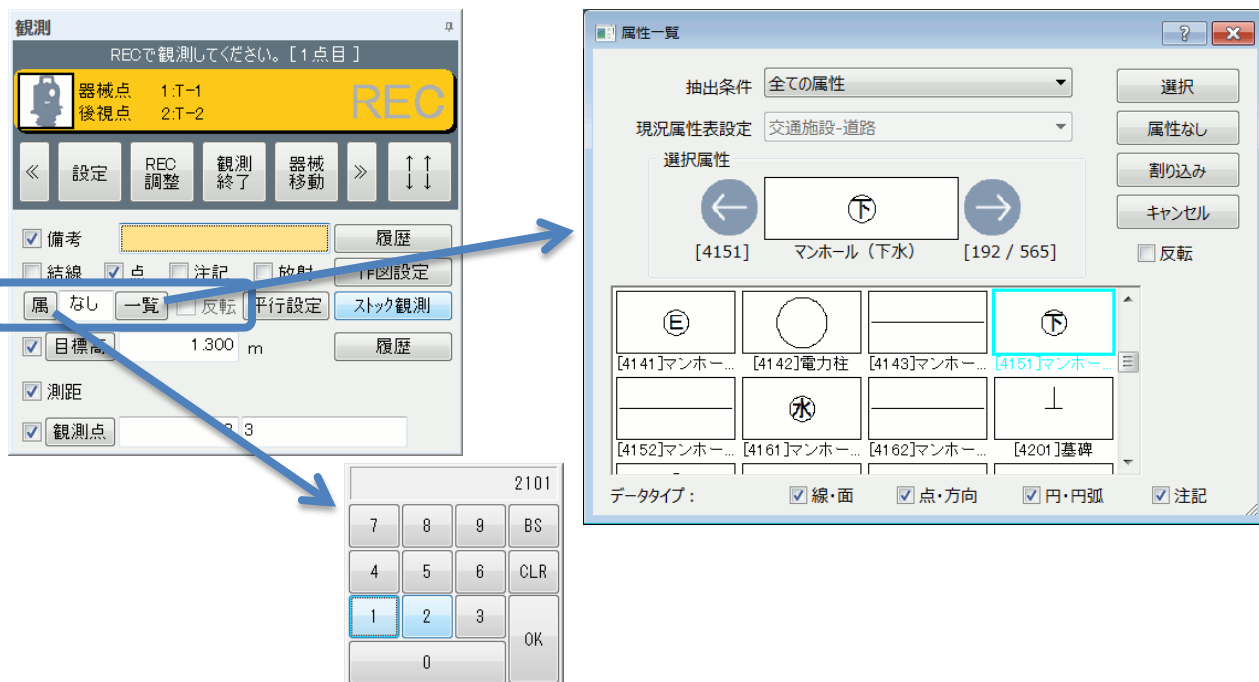 観測
RECで観測してください。[1点目]
器械点 1:T-1
後視点 2:T-2
REC
≪ 設定 REC調整 観測終了 器械移動 ≫ ↑↑↓↓
備考 履歴
結線 点 注記 放射 作図設定
属 なし 一覧 反転 平行設定 ストック観測
目標高 1.300 m 履歴
測距
観測点 3 3
2101
7 8 9 BS
4 5 6 CLR
1 2 3 OK
0
属性一覧
抽出条件 全ての属性 選択
現況属性表設定 交通施設-道路 属性なし
選択属性 割り込み
← 下 → キャンセル
[4151] マンホール（下水） [192 / 565] 反転
E 下
[4141]マンホー... [4142]電力柱 [4143]マンホー... [4151]マンホー...
水
[4152]マンホー... [4161]マンホー... [4162]マンホー... [4201]墓碑
データタイプ： 線・面 点・方向 円・円弧 注記